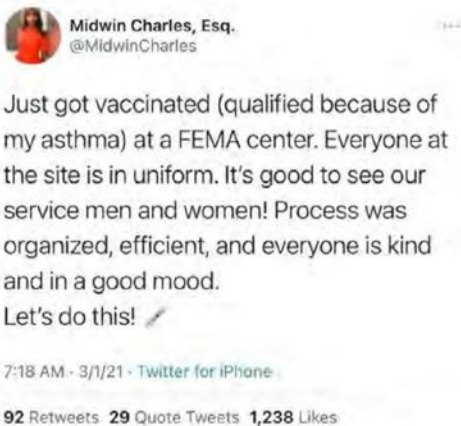 Midwin Charles, Esq.
@MidwinCharles
Just got vaccinated (qualified because of
my asthma) at a FEMA center. Everyone at
the site is in uniform. It's good to see our
service men and women! Process was
organized, efficient, and everyone is kind
and in a good mood.
Let's do this!
7:18 AM · 3/1/21 · Twitter for iPhone
92 Retweets 29 Quote Tweets 1,238 Likes